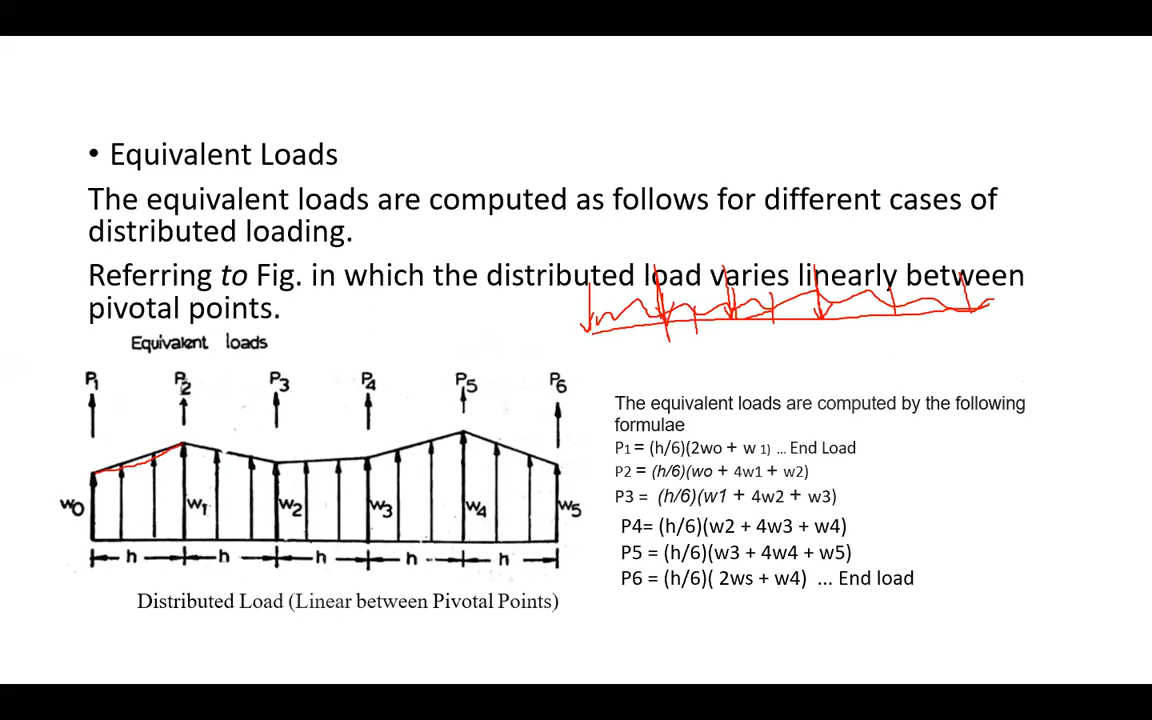 • Equivalent Loads
The equivalent loads are computed as follows for different cases of
distributed loading.
Referring to Fig. in which the distributed load varies linearly between
pivotal points.
Equivalent loads
P1 P2 P3 P4 P5 P6
w0 w1 w2 w3 w4 w5
h h h h h
Distributed Load (Linear between Pivotal Points)
The equivalent loads are computed by the following
formulae
P1 = (h/6)(2wo + w 1) ... End Load
P2 = (h/6)(wo + 4w1 + w2)
P3 = (h/6)(w1 + 4w2 + w3)
P4= (h/6)(w2 + 4w3 + w4)
P5 = (h/6)(w3 + 4w4 + w5)
P6 = (h/6)( 2ws + w4) ... End load